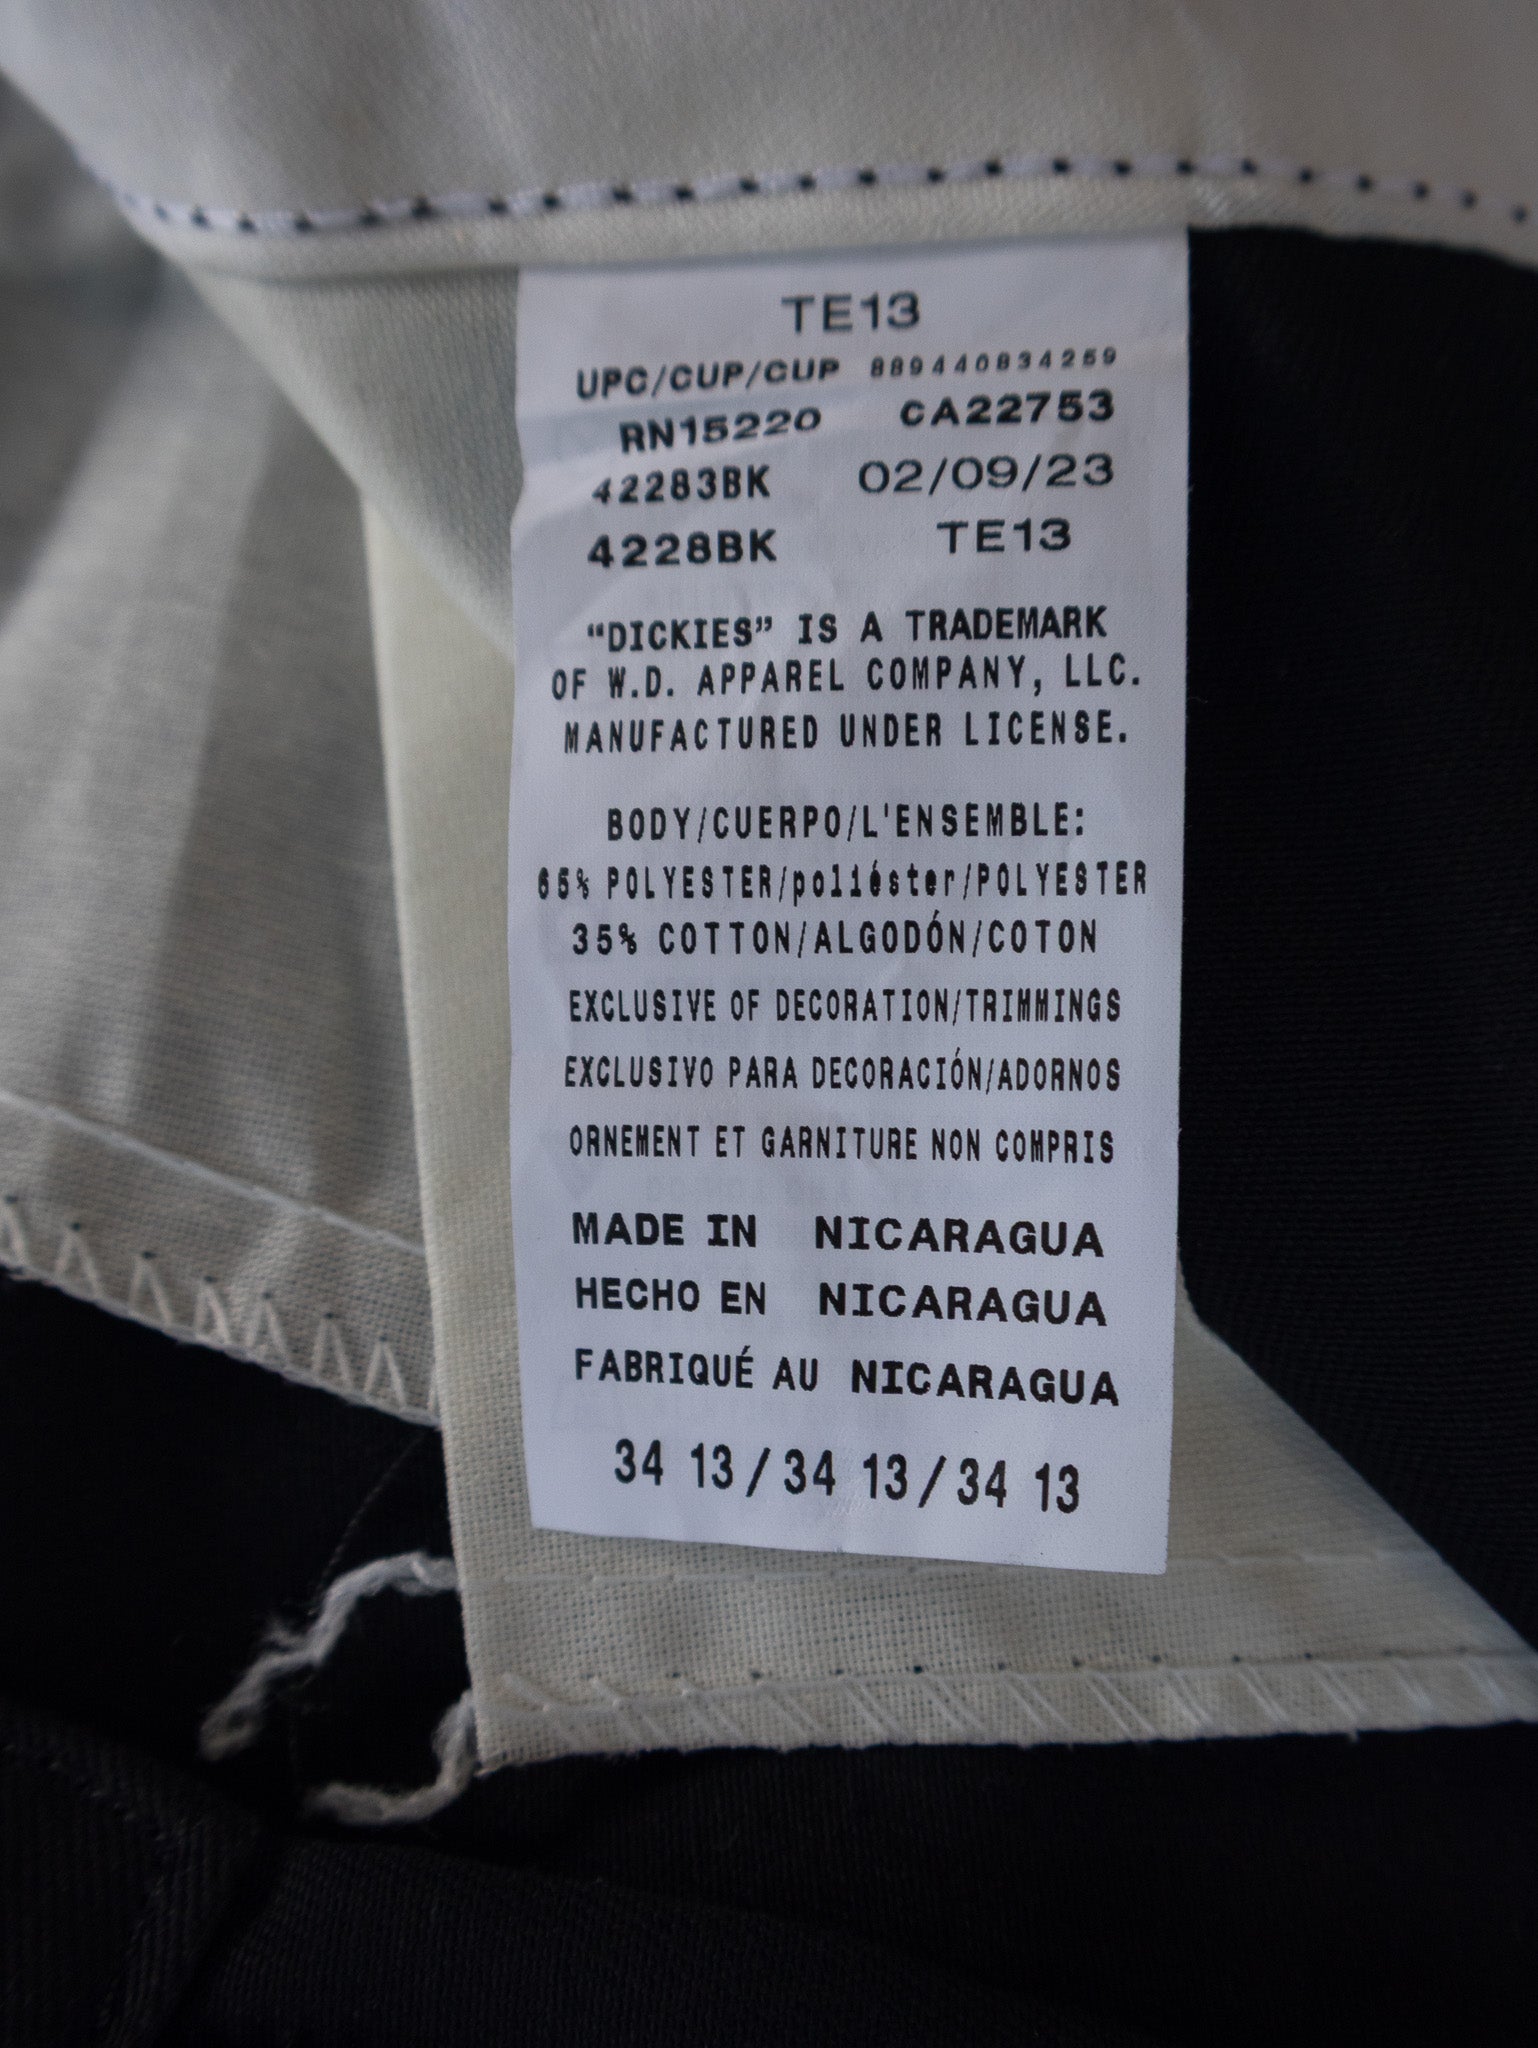 TE13
UPC/CUP/CUP 889440834259
RN15220 CA22753
42283BK 02/09/23
4228BK TE13
“DICKIES” IS A TRADEMARK
OF W.D. APPAREL COMPANY, LLC.
MANUFACTURED UNDER LICENSE.
BODY/CUERPO/L'ENSEMBLE:
65% POLYESTER/poliéster/POLYESTER
35% COTTON/ALGODÓN/COTON
EXCLUSIVE OF DECORATION/TRIMMINGS
EXCLUSIVO PARA DECORACIÓN/ADORNOS
ORNEMENT ET GARNITURE NON COMPRIS
MADE IN NICARAGUA
HECHO EN NICARAGUA
FABRIQUÉ AU NICARAGUA
34 13/34 13/34 13